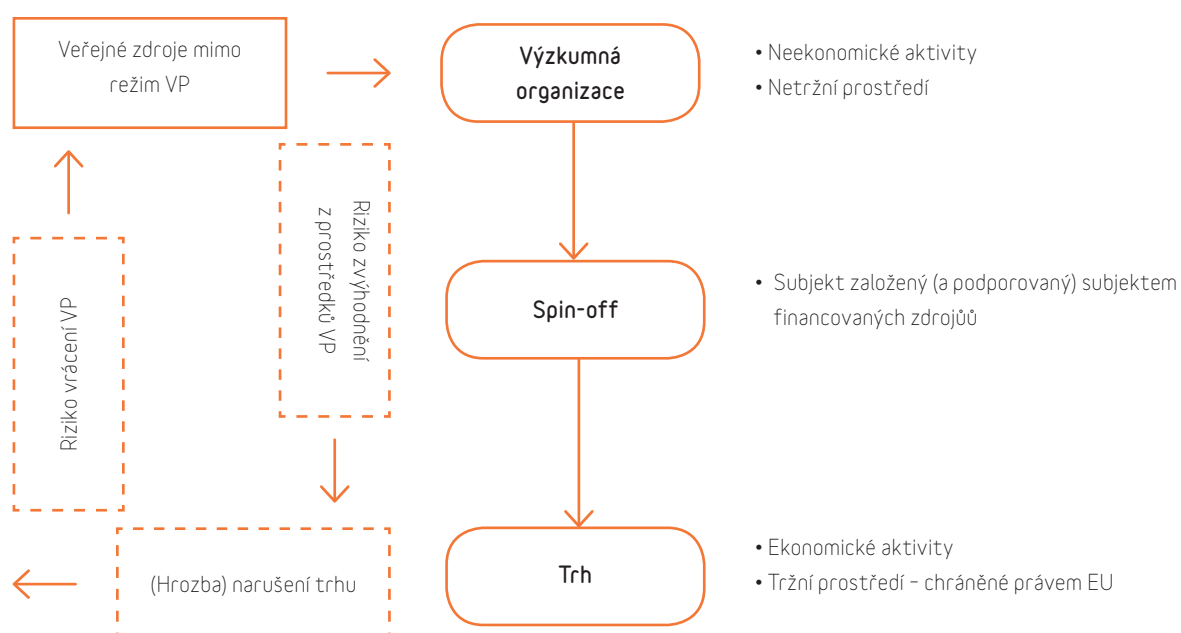 Veřejné zdroje mimo
režim VP
Výzkumná
organizace
• Neekonomické aktivity
• Netržní prostředí
Riziko zvýhodnění
z prostředků VP
Riziko vrácení VP
Spin-off
• Subjekt založený (a podporovaný) subjektem
financovaných zdrojůů
(Hrozba) narušení trhu
Trh
• Ekonomické aktivity
• Tržní prostředí – chráněné právem EU